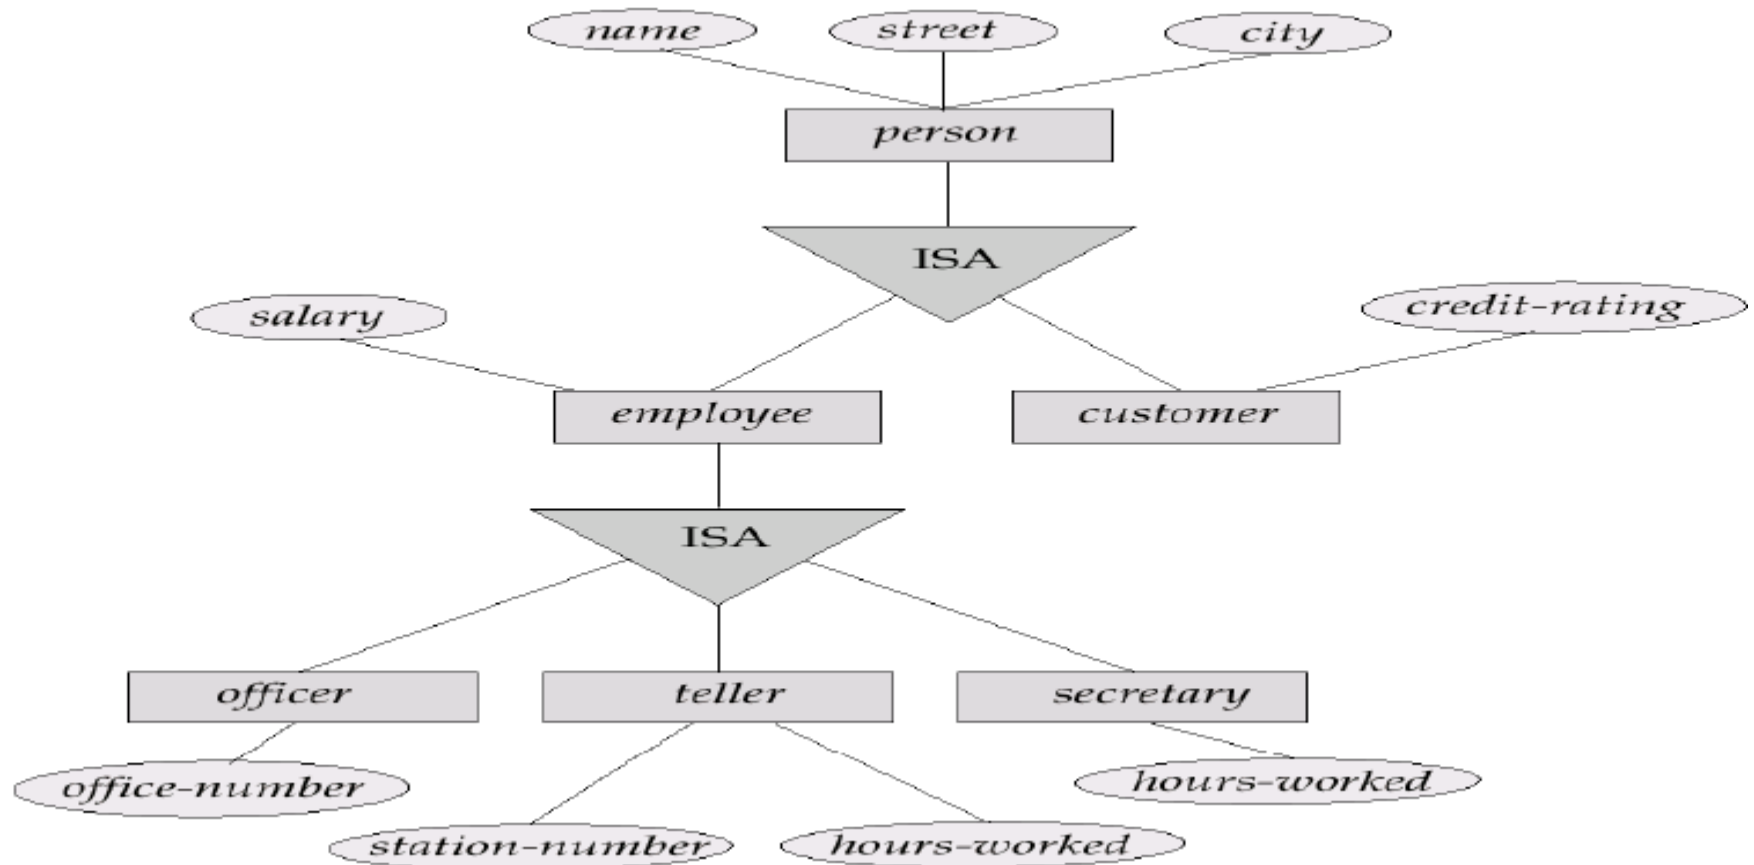 name
street
city
person
ISA
salary
credit-rating
employee
customer
ISA
officer
teller
secretary
office-number
hours-worked
station-number
hours-worked